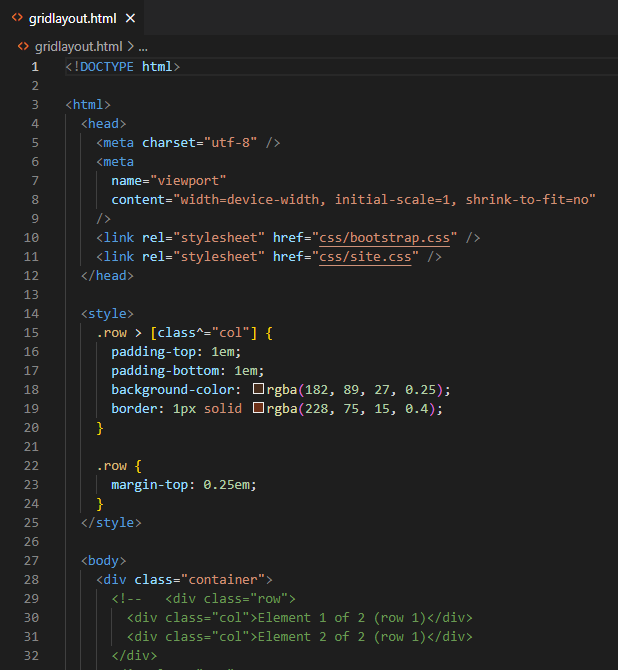 gridlayout.html ×
gridlayout.html > ...
1 <!DOCTYPE html>
2
3 <html>
4 <head>
5 <meta charset="utf-8" />
6 <meta
7 name="viewport"
8 content="width=device-width, initial-scale=1, shrink-to-fit=no"
9 />
10 <link rel="stylesheet" href="css/bootstrap.css" />
11 <link rel="stylesheet" href="css/site.css" />
12 </head>
13
14 <style>
15 .row > [class^="col"] {
16 padding-top: 1em;
17 padding-bottom: 1em;
18 background-color: rgba(182, 89, 27, 0.25);
19 border: 1px solid rgba(228, 75, 15, 0.4);
20 }
21
22 .row {
23 margin-top: 0.25em;
24 }
25 </style>
26
27 <body>
28 <div class="container">
29 <!-- <div class="row">
30 <div class="col">Element 1 of 2 (row 1)</div>
31 <div class="col">Element 2 of 2 (row 1)</div>
32 </div>